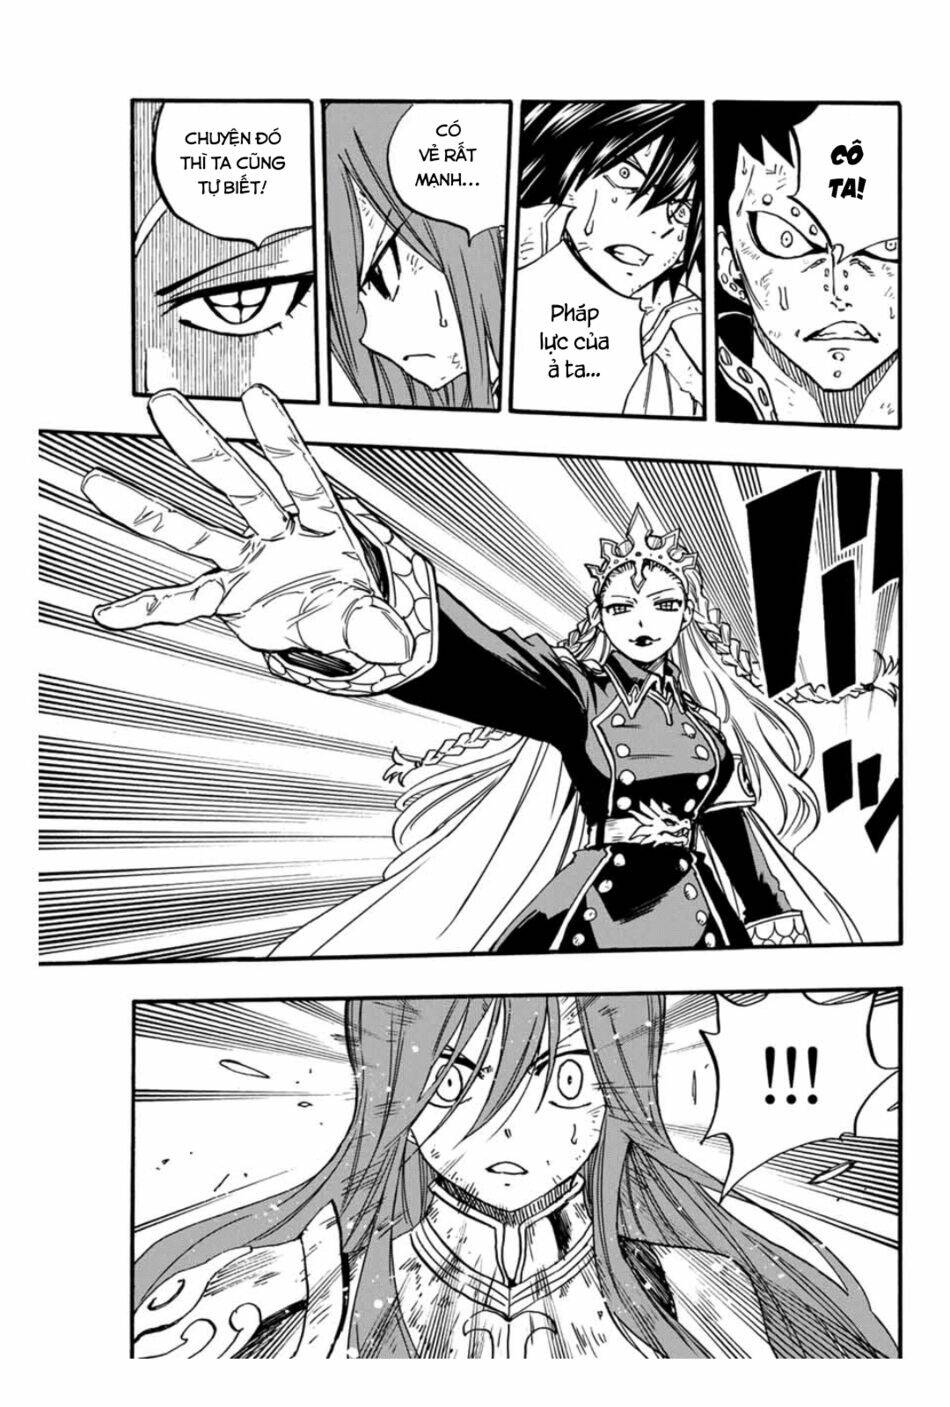 CÔ
TA!
Pháp
lực của
ả ta...
CÓ
VẺ RẤT
MẠNH...
CHUYỆN ĐÓ
THÌ TA CŨNG
TỰ BIẾT!
!!!